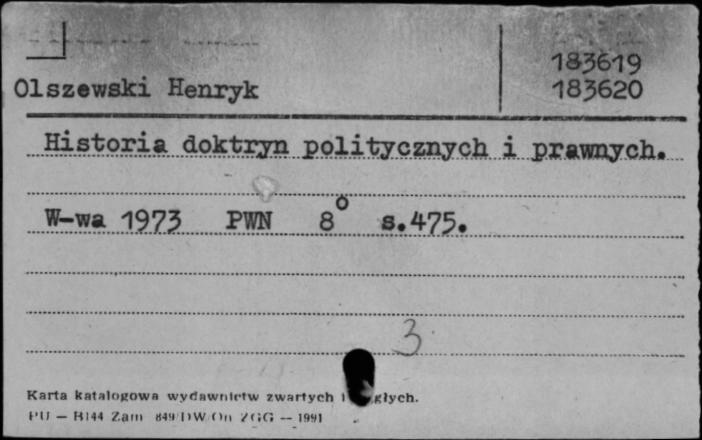 183619
Olszewski Henryk 183620
Historia doktryn politycznych i prawnych.
W-wa 1973 PWN 8° s.475.
3
Karta katalogowa wydawnictw zwartych i głych.
PU — B144 Zam 849/DW/On ZGG — 1991